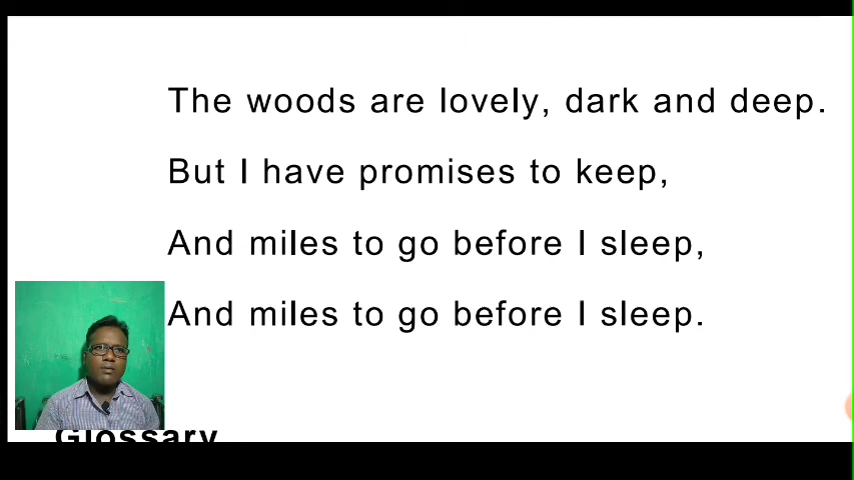 The woods are lovely, dark and deep.
But I have promises to keep,
And miles to go before I sleep,
And miles to go before I sleep.
Glossary